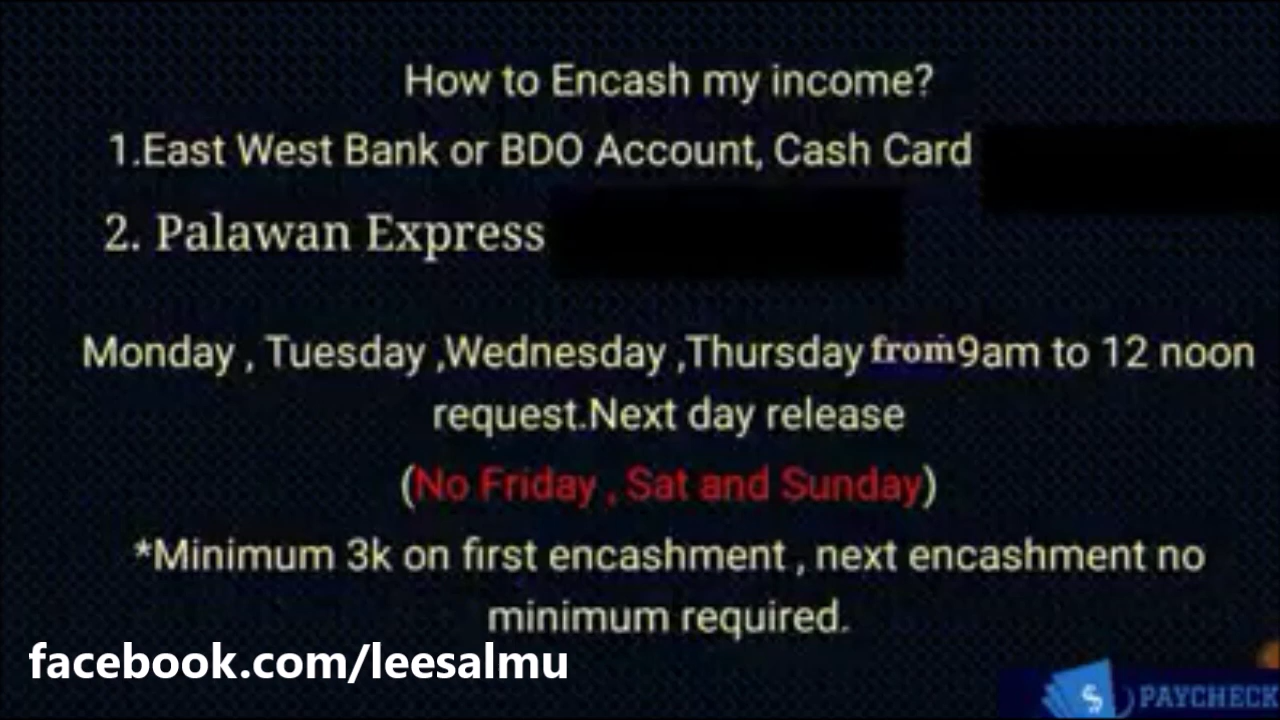 How to Encash my income?
1.East West Bank or BDO Account, Cash Card
2. Palawan Express
Monday , Tuesday ,Wednesday ,Thursday from 9am to 12 noon
request.Next day release
(No Friday , Sat and Sunday)
*Minimum 3k on first encashment , next encashment no
minimum required.
facebook.com/leesalmu
$ PAYCHECK